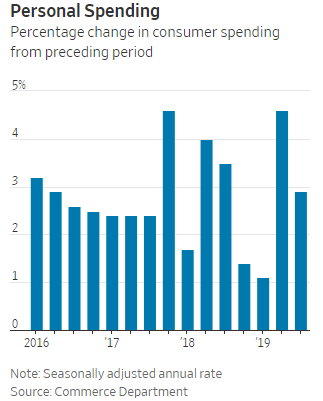 Personal Spending
Percentage change in consumer spending
from preceding period
5%
4
3
2
1
0
2016 '17 '18 '19
Note: Seasonally adjusted annual rate
Source: Commerce Department